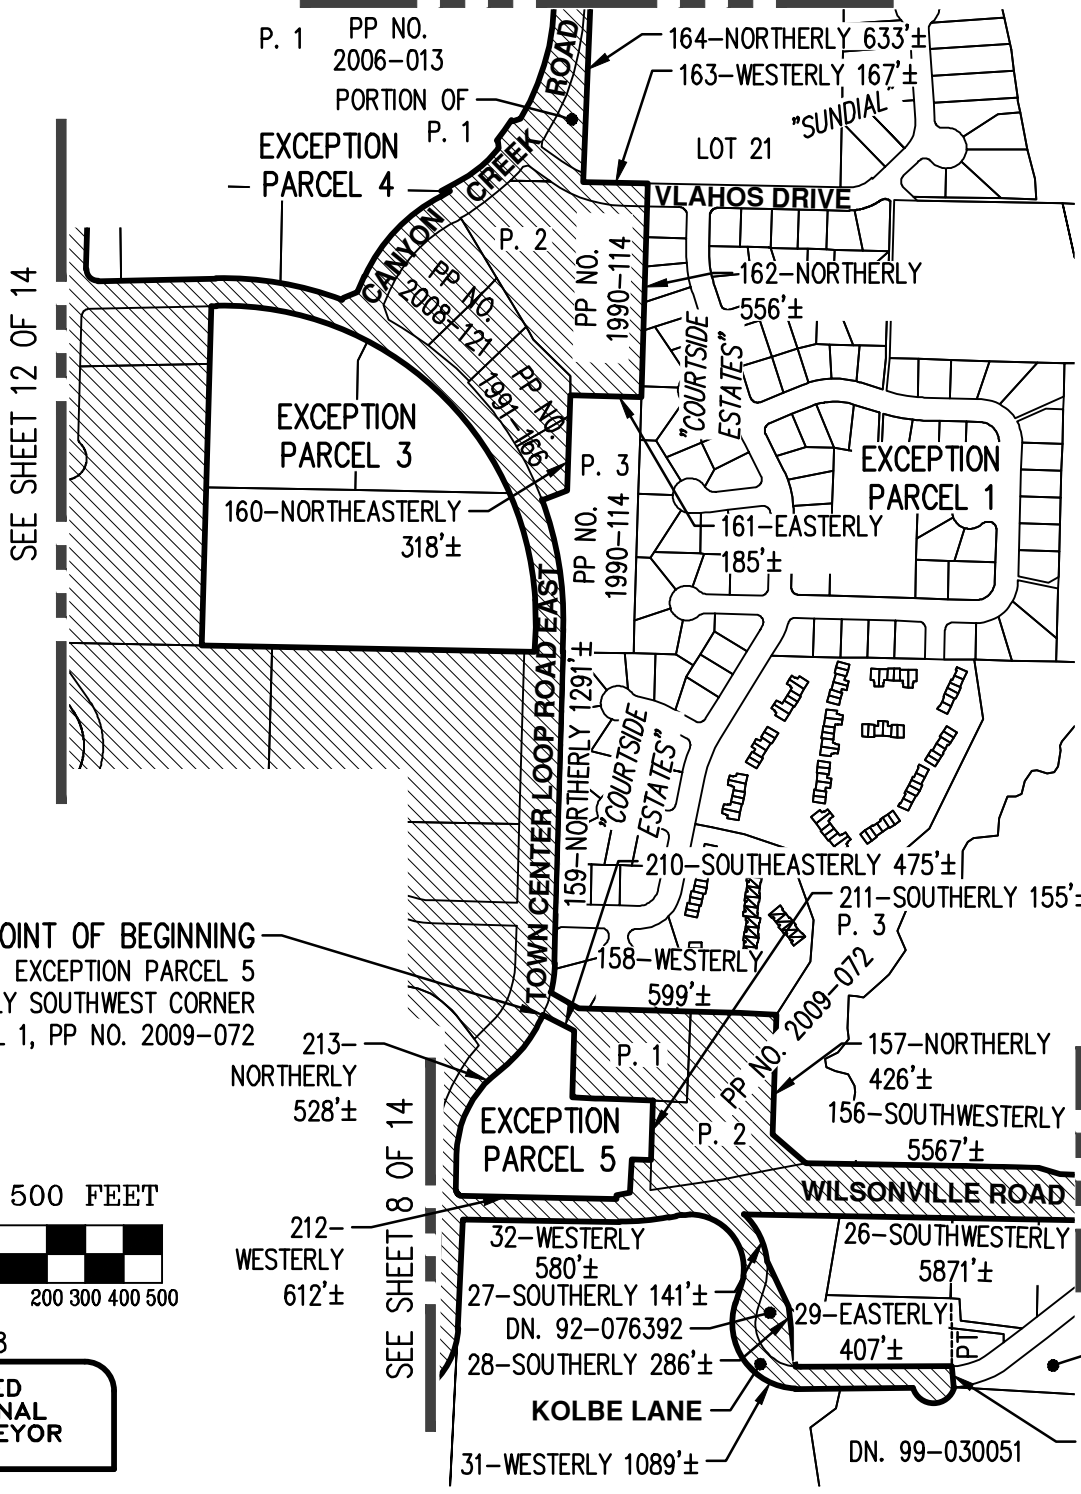 P. 1
PP NO.
2006-013
PORTION OF
P. 1
EXCEPTION
PARCEL 4
CANYON CREEK ROAD
164-NORTHERLY 633'±
163-WESTERLY 167'±
"SUNDIAL"
LOT 21
VLAHOS DRIVE
P. 2
PP NO.
1990-114
PP NO.
2008-121
PP NO.
1991-166
162-NORTHERLY
556'±
"COURTSIDE
ESTATES"
SEE SHEET 12 OF 14
EXCEPTION
PARCEL 3
160-NORTHEASTERLY
318'±
P. 3
PP NO.
1990-114
EXCEPTION
PARCEL 1
161-EASTERLY
185'±
TOWN CENTER LOOP ROAD EAST
159-NORTHERLY 1291'±
"COURTSIDE
ESTATES"
210-SOUTHEASTERLY 475'±
211-SOUTHERLY 155'±
P. 3
PP NO. 2009-072
158-WESTERLY
599'±
OINT OF BEGINNING
EXCEPTION PARCEL 5
LY SOUTHWEST CORNER
L 1, PP NO. 2009-072
213-
NORTHERLY
528'±
P. 1
P. 2
157-NORTHERLY
426'±
156-SOUTHWESTERLY
5567'±
EXCEPTION
PARCEL 5
SEE SHEET 8 OF 14
WILSONVILLE ROAD
500 FEET
200 300 400 500
212-
WESTERLY
612'±
32-WESTERLY
580'±
26-SOUTHWESTERLY
5871'±
27-SOUTHERLY 141'±
DN. 92-076392
28-SOUTHERLY 286'±
29-EASTERLY
407'±
PT
KOLBE LANE
31-WESTERLY 1089'±
DN. 99-030051
ED
NAL
EYOR